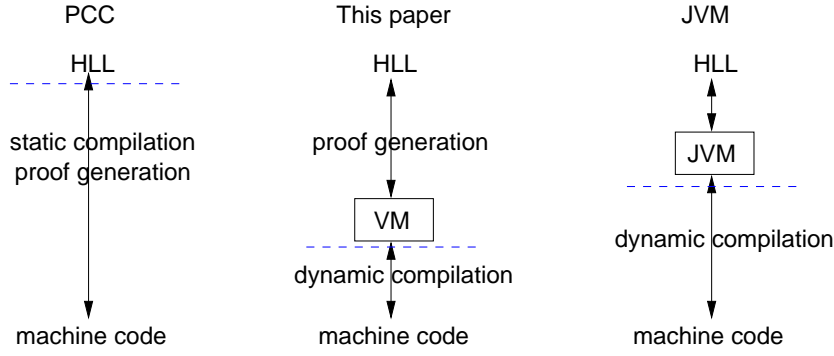 PCC
This paper
JVM
HLL
HLL
HLL
static compilation
proof generation
proof generation
JVM
VM
dynamic compilation
dynamic compilation
machine code
machine code
machine code